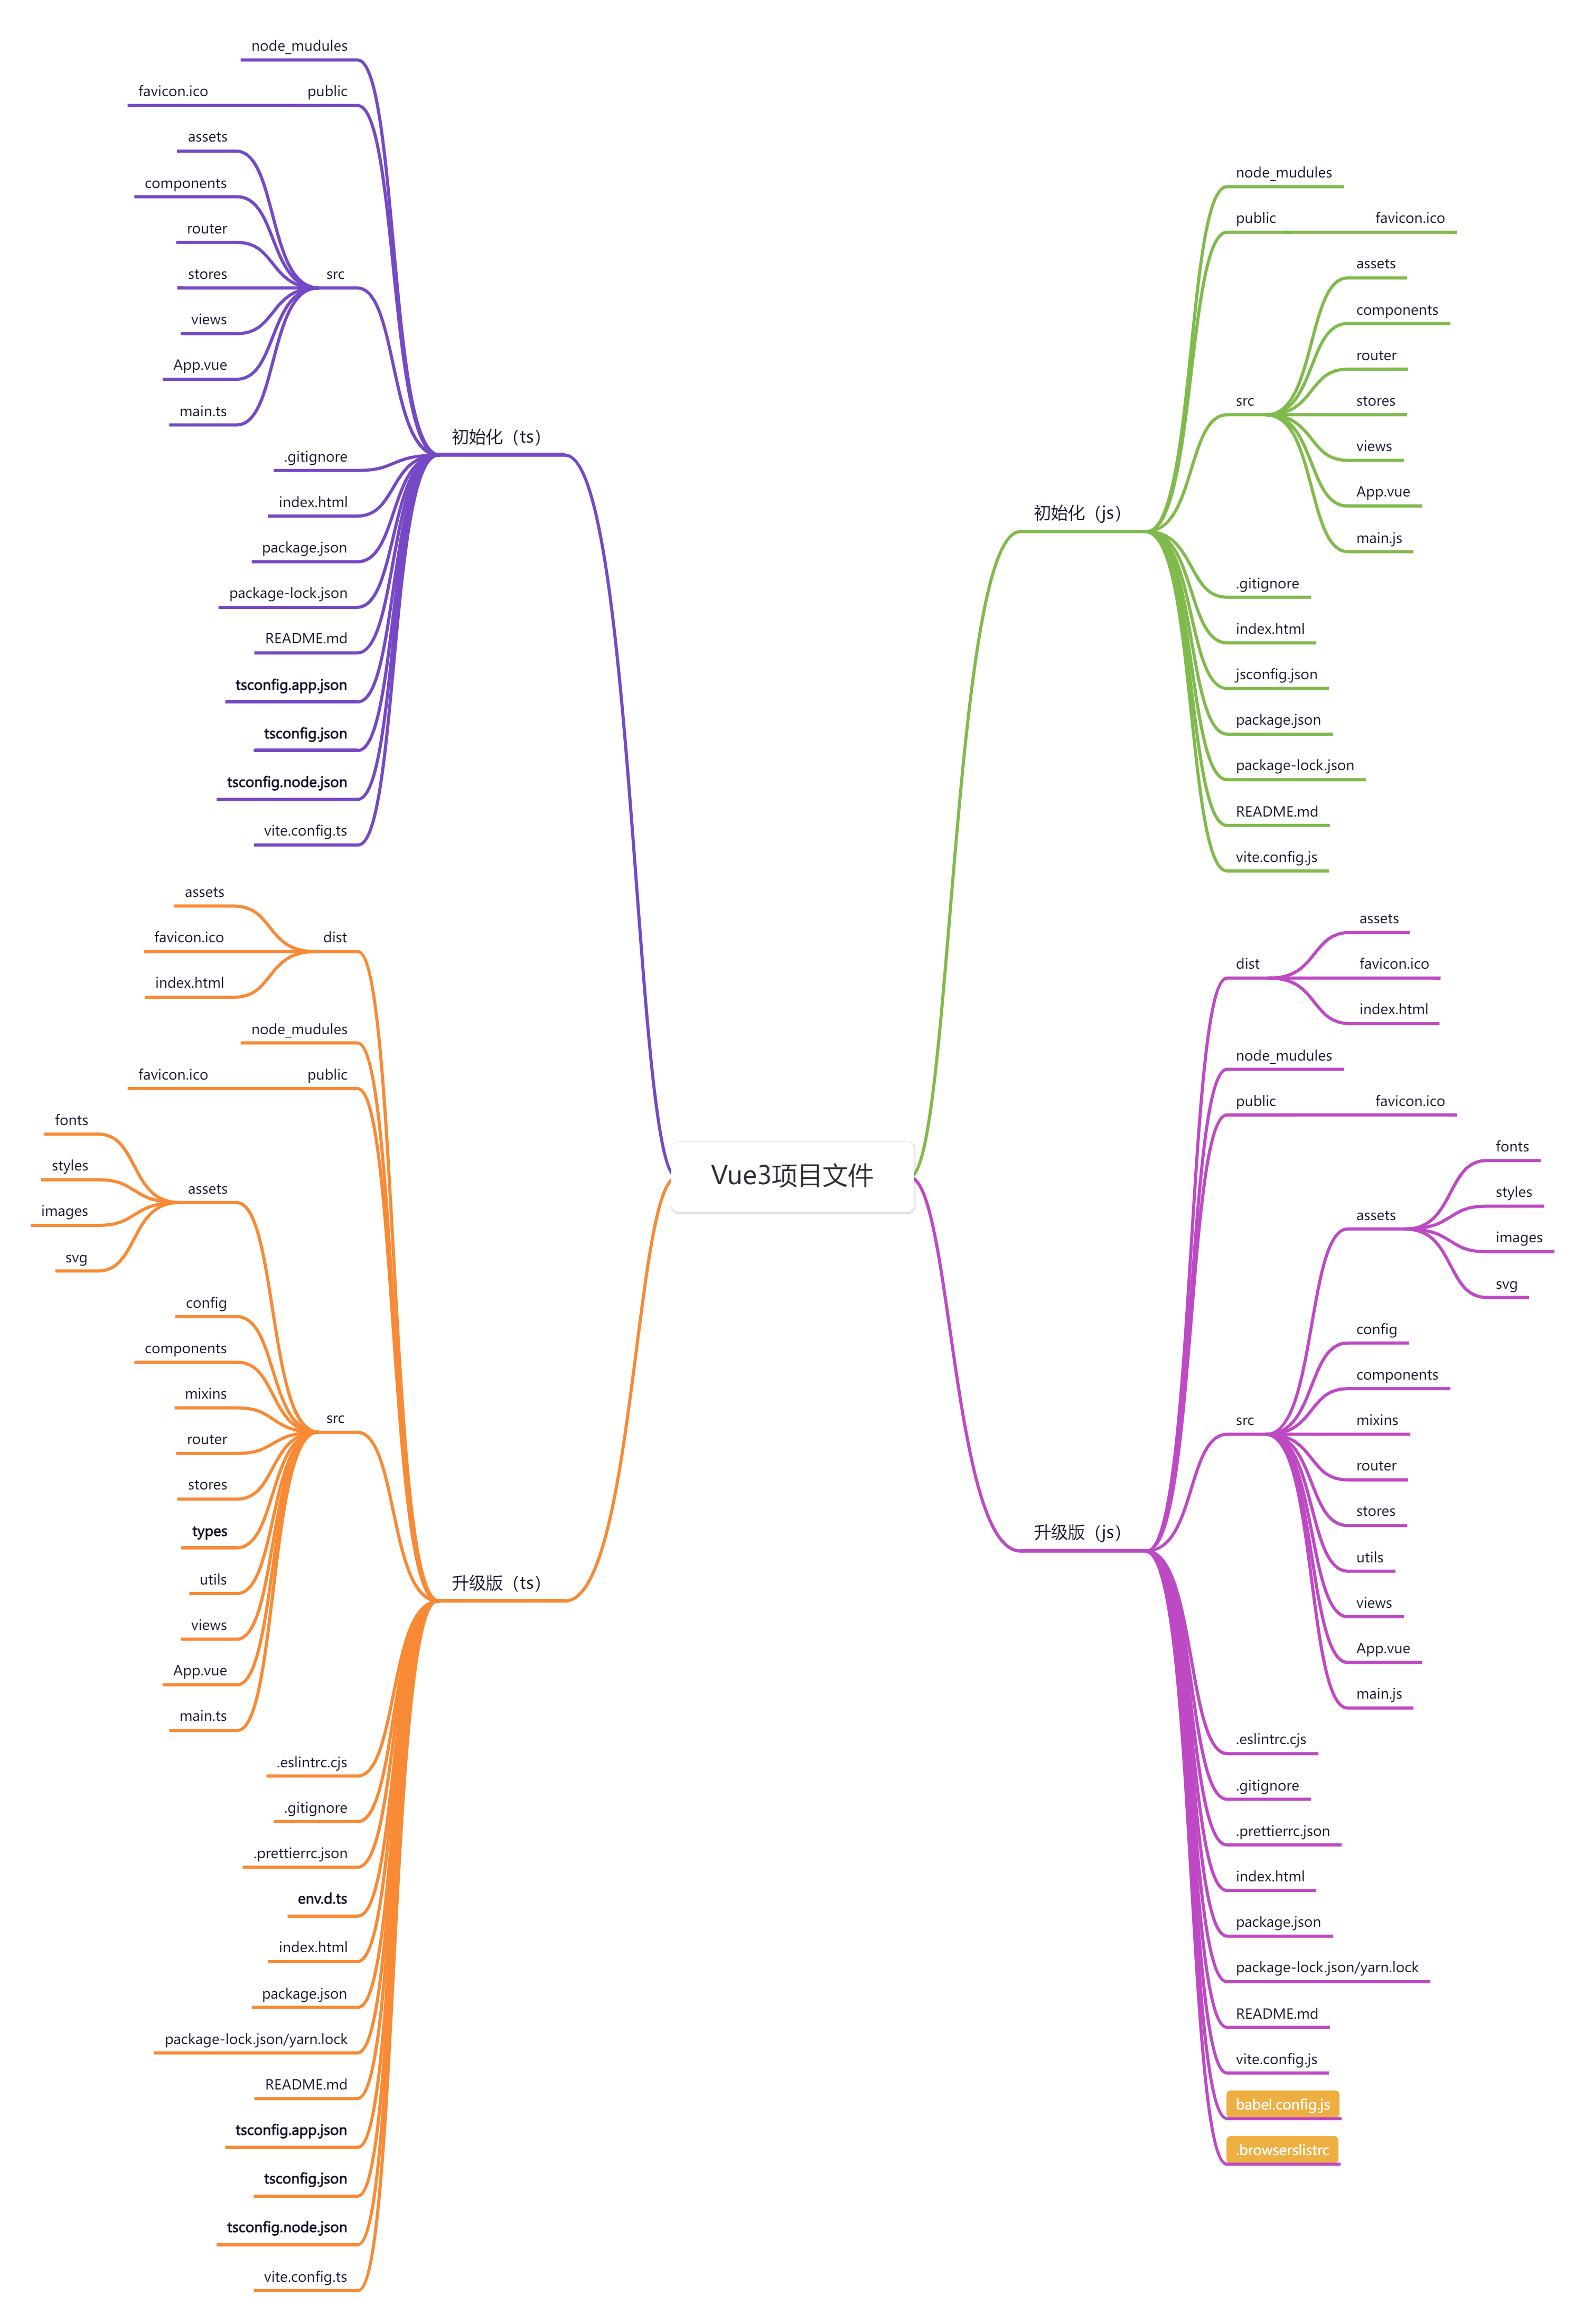 Vue3项目文件
初始化（ts）
node_mudules
public
favicon.ico
src
assets
components
router
stores
views
App.vue
main.ts
.gitignore
index.html
package.json
package-lock.json
README.md
tsconfig.app.json
tsconfig.json
tsconfig.node.json
vite.config.ts
升级版（ts）
dist
assets
favicon.ico
index.html
node_mudules
public
favicon.ico
src
assets
fonts
styles
images
svg
config
components
mixins
router
stores
types
utils
views
App.vue
main.ts
.eslintrc.cjs
.gitignore
.prettierrc.json
env.d.ts
index.html
package.json
package-lock.json/yarn.lock
README.md
tsconfig.app.json
tsconfig.json
tsconfig.node.json
vite.config.ts
初始化（js）
node_mudules
public
favicon.ico
src
assets
components
router
stores
views
App.vue
main.js
.gitignore
index.html
jsconfig.json
package.json
package-lock.json
README.md
vite.config.js
升级版（js）
dist
assets
favicon.ico
index.html
node_mudules
public
favicon.ico
src
assets
fonts
styles
images
svg
config
components
mixins
router
stores
utils
views
App.vue
main.js
.eslintrc.cjs
.gitignore
.prettierrc.json
index.html
package.json
package-lock.json/yarn.lock
README.md
vite.config.js
babel.config.js
.browserslistrc